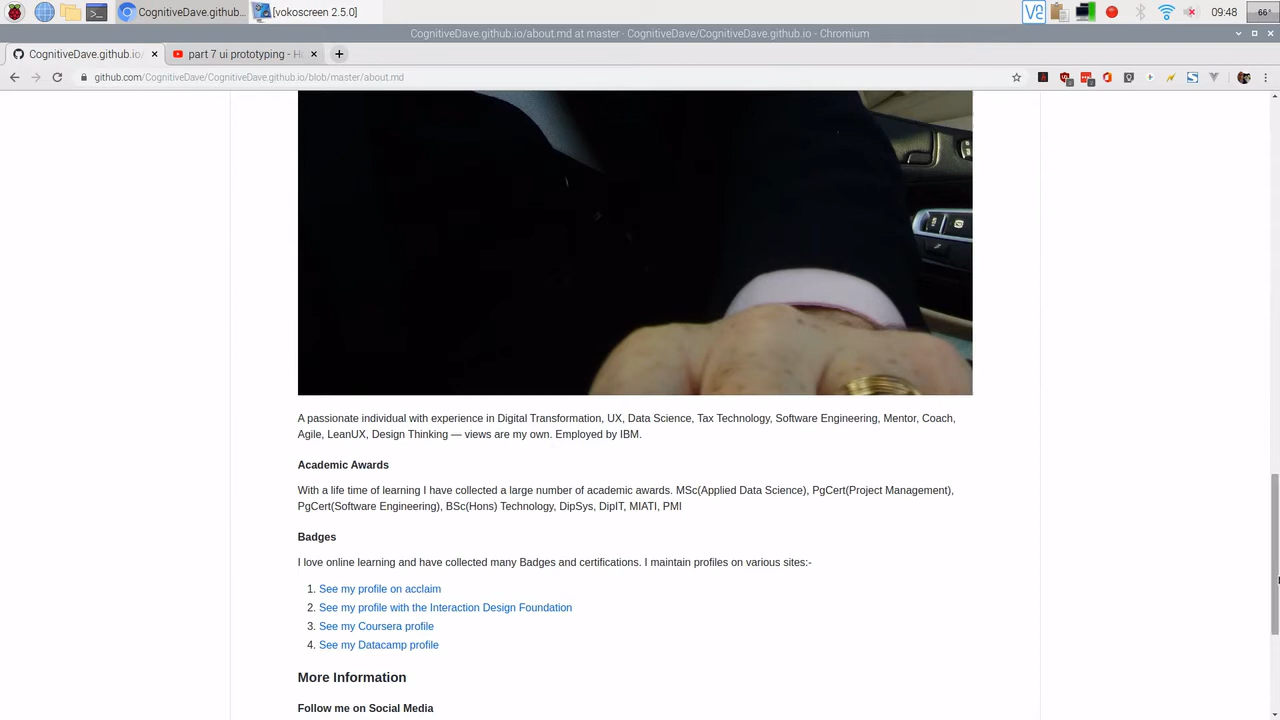 CognitiveDave.github...
[vokoscreen 2.5.0]
09:48
66°
CognitiveDave.github.io/about.md at master · CognitiveDave/CognitiveDave.github.io - Chromium
CognitiveDave.github.io/
part 7 ui prototyping - H
github.com/CognitiveDave/CognitiveDave.github.io/blob/master/about.md
A passionate individual with experience in Digital Transformation, UX, Data Science, Tax Technology, Software Engineering, Mentor, Coach,
Agile, LeanUX, Design Thinking — views are my own. Employed by IBM.
Academic Awards
With a life time of learning I have collected a large number of academic awards. MSc(Applied Data Science), PgCert(Project Management),
PgCert(Software Engineering), BSc(Hons) Technology, DipSys, DipIT, MIATI, PMI
Badges
I love online learning and have collected many Badges and certifications. I maintain profiles on various sites:-
1. See my profile on acclaim
2. See my profile with the Interaction Design Foundation
3. See my Coursera profile
4. See my Datacamp profile
More Information
Follow me on Social Media